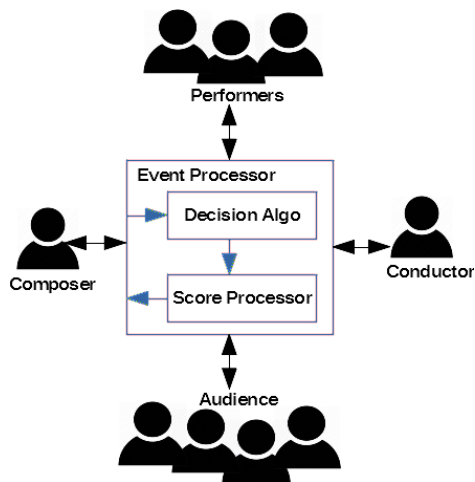 Performers
Event Processor
Decision Algo
Composer
Conductor
Score Processor
Audience